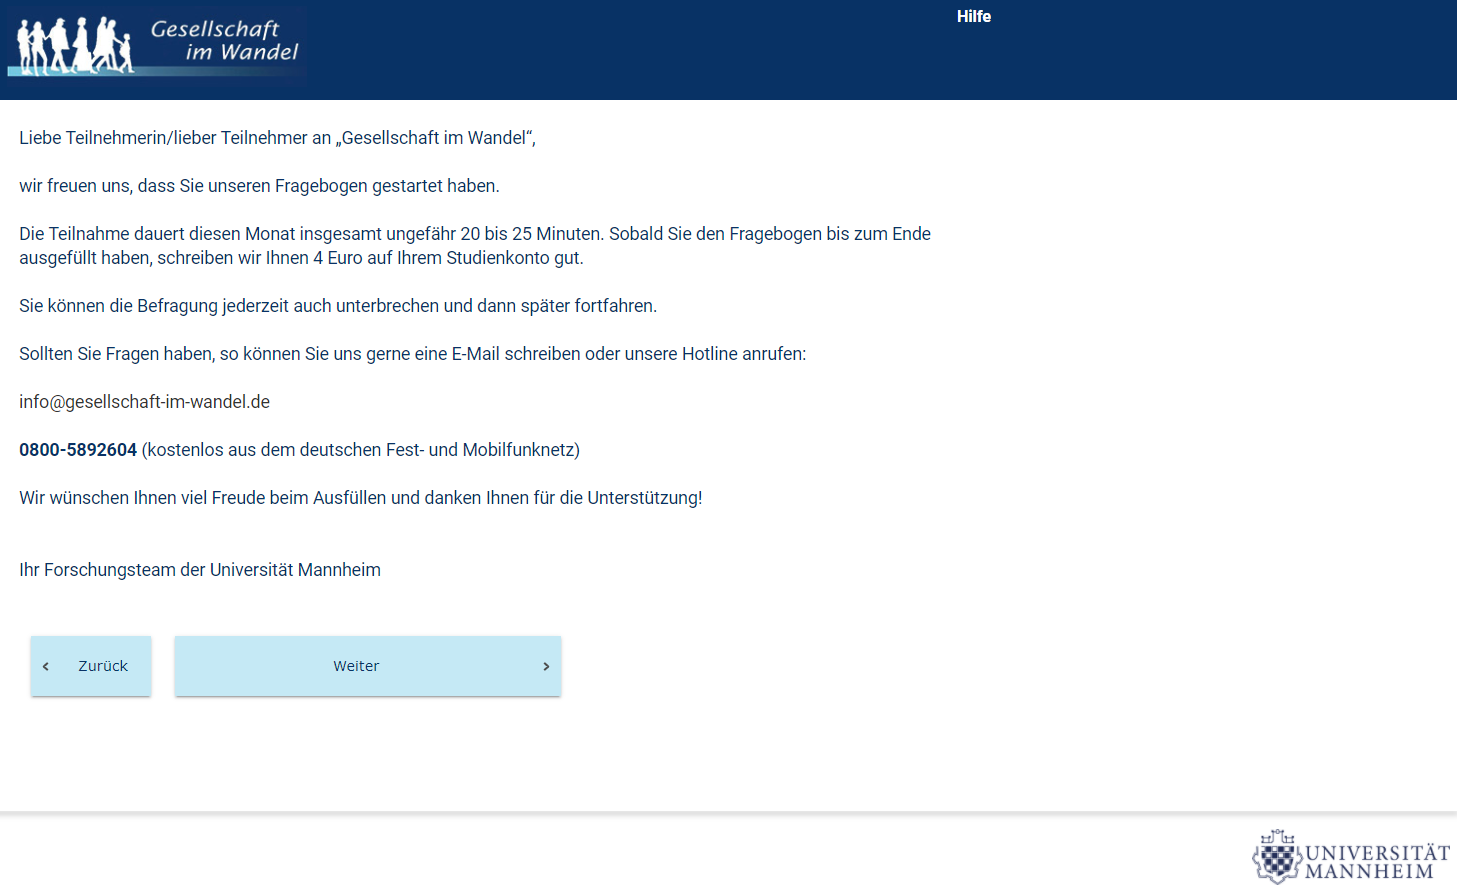 Gesellschaft
im Wandel
Hilfe
Liebe Teilnehmerin/lieber Teilnehmer an „Gesellschaft im Wandel“,
wir freuen uns, dass Sie unseren Fragebogen gestartet haben.
Die Teilnahme dauert diesen Monat insgesamt ungefähr 20 bis 25 Minuten. Sobald Sie den Fragebogen bis zum Ende
ausgefüllt haben, schreiben wir Ihnen 4 Euro auf Ihrem Studienkonto gut.
Sie können die Befragung jederzeit auch unterbrechen und dann später fortfahren.
Sollten Sie Fragen haben, so können Sie uns gerne eine E-Mail schreiben oder unsere Hotline anrufen:
info@gesellschaft-im-wandel.de
0800-5892604 (kostenlos aus dem deutschen Fest- und Mobilfunknetz)
Wir wünschen Ihnen viel Freude beim Ausfüllen und danken Ihnen für die Unterstützung!
Ihr Forschungsteam der Universität Mannheim
Zurück
Weiter
UNIVERSITÄT
MANNHEIM